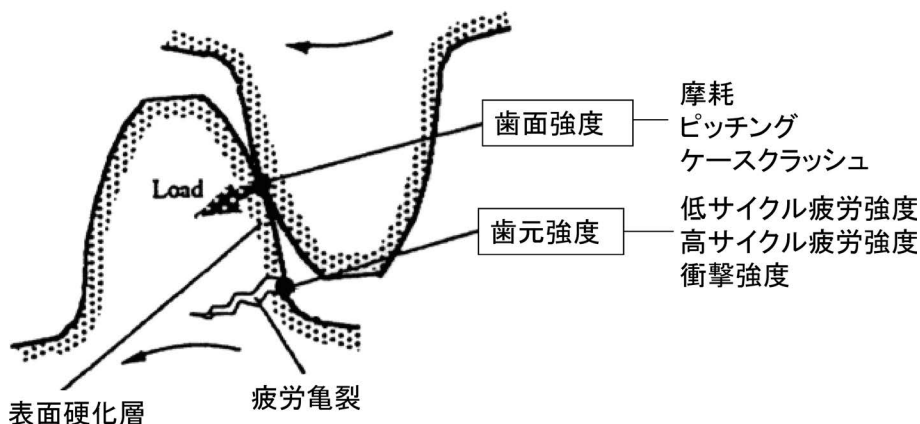 歯面強度
摩耗
ピッチング
ケースクラッシュ
Load
歯元強度
低サイクル疲労強度
高サイクル疲労強度
衝撃強度
疲労亀裂
表面硬化層